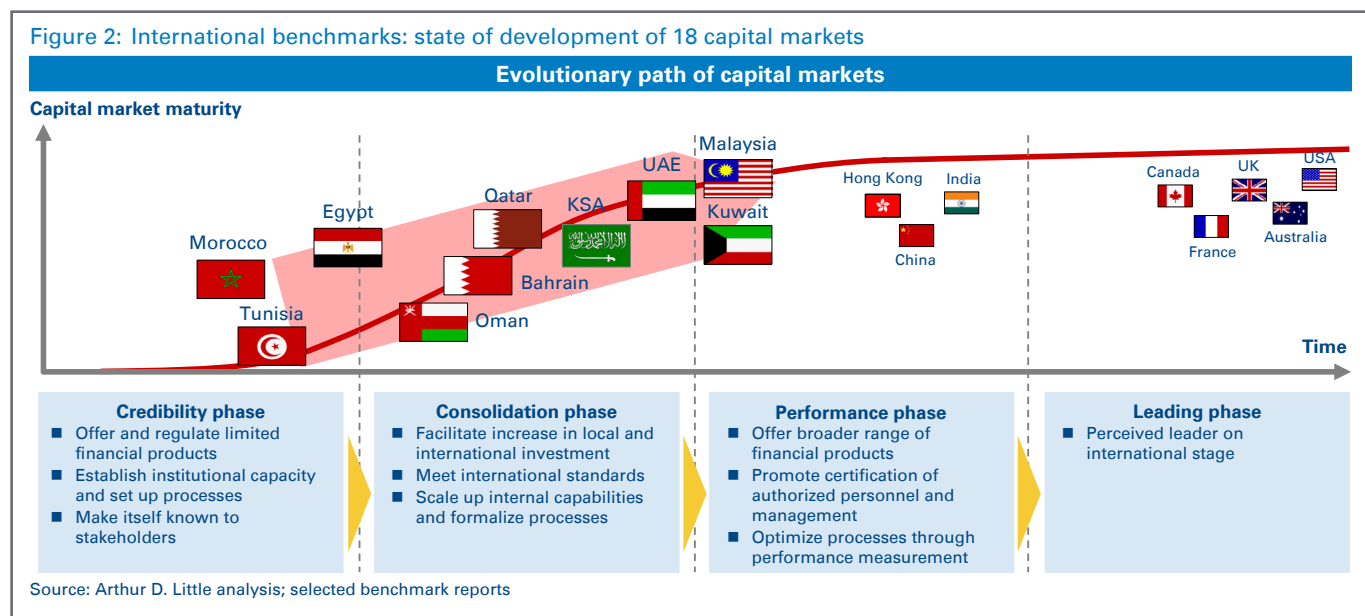 Figure 2: International benchmarks: state of development of 18 capital markets
Evolutionary path of capital markets
Capital market maturity
Malaysia
USA
UAE
Hong Kong
India
Canada
UK
Qatar
KSA
Egypt
Kuwait
Morocco
Australia
China
France
Bahrain
Tunisia
Oman
Time
Credibility phase
■ Offer and regulate limited
financial products
■ Establish institutional capacity
and set up processes
■ Make itself known to
stakeholders
Consolidation phase
■ Facilitate increase in local and
international investment
■ Meet international standards
■ Scale up internal capabilities
and formalize processes
Performance phase
■ Offer broader range of
financial products
■ Promote certification of
authorized personnel and
management
■ Optimize processes through
performance measurement
Leading phase
■ Perceived leader on
international stage
Source: Arthur D. Little analysis; selected benchmark reports